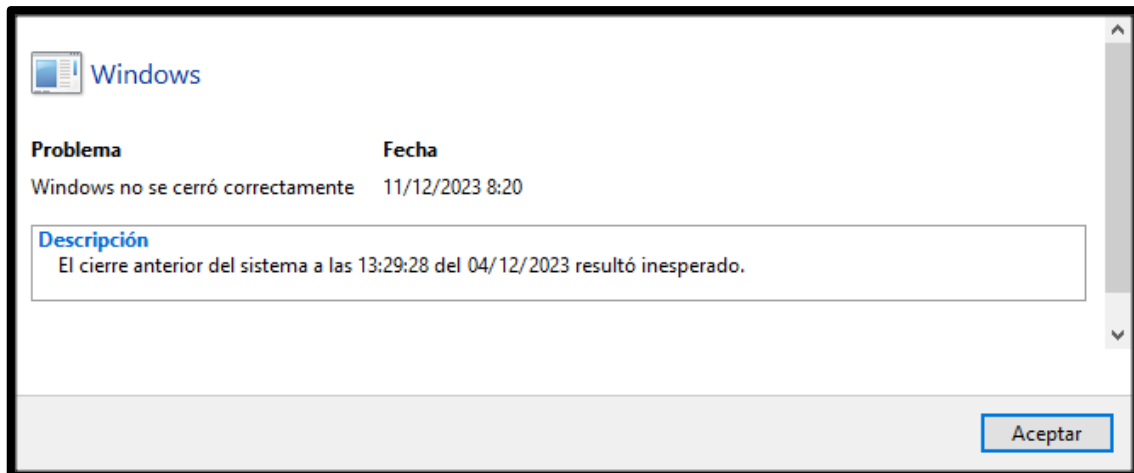 Windows
Problema Fecha
Windows no se cerró correctamente 11/12/2023 8:20
Descripción
El cierre anterior del sistema a las 13:29:28 del 04/12/2023 resultó inesperado.
Aceptar